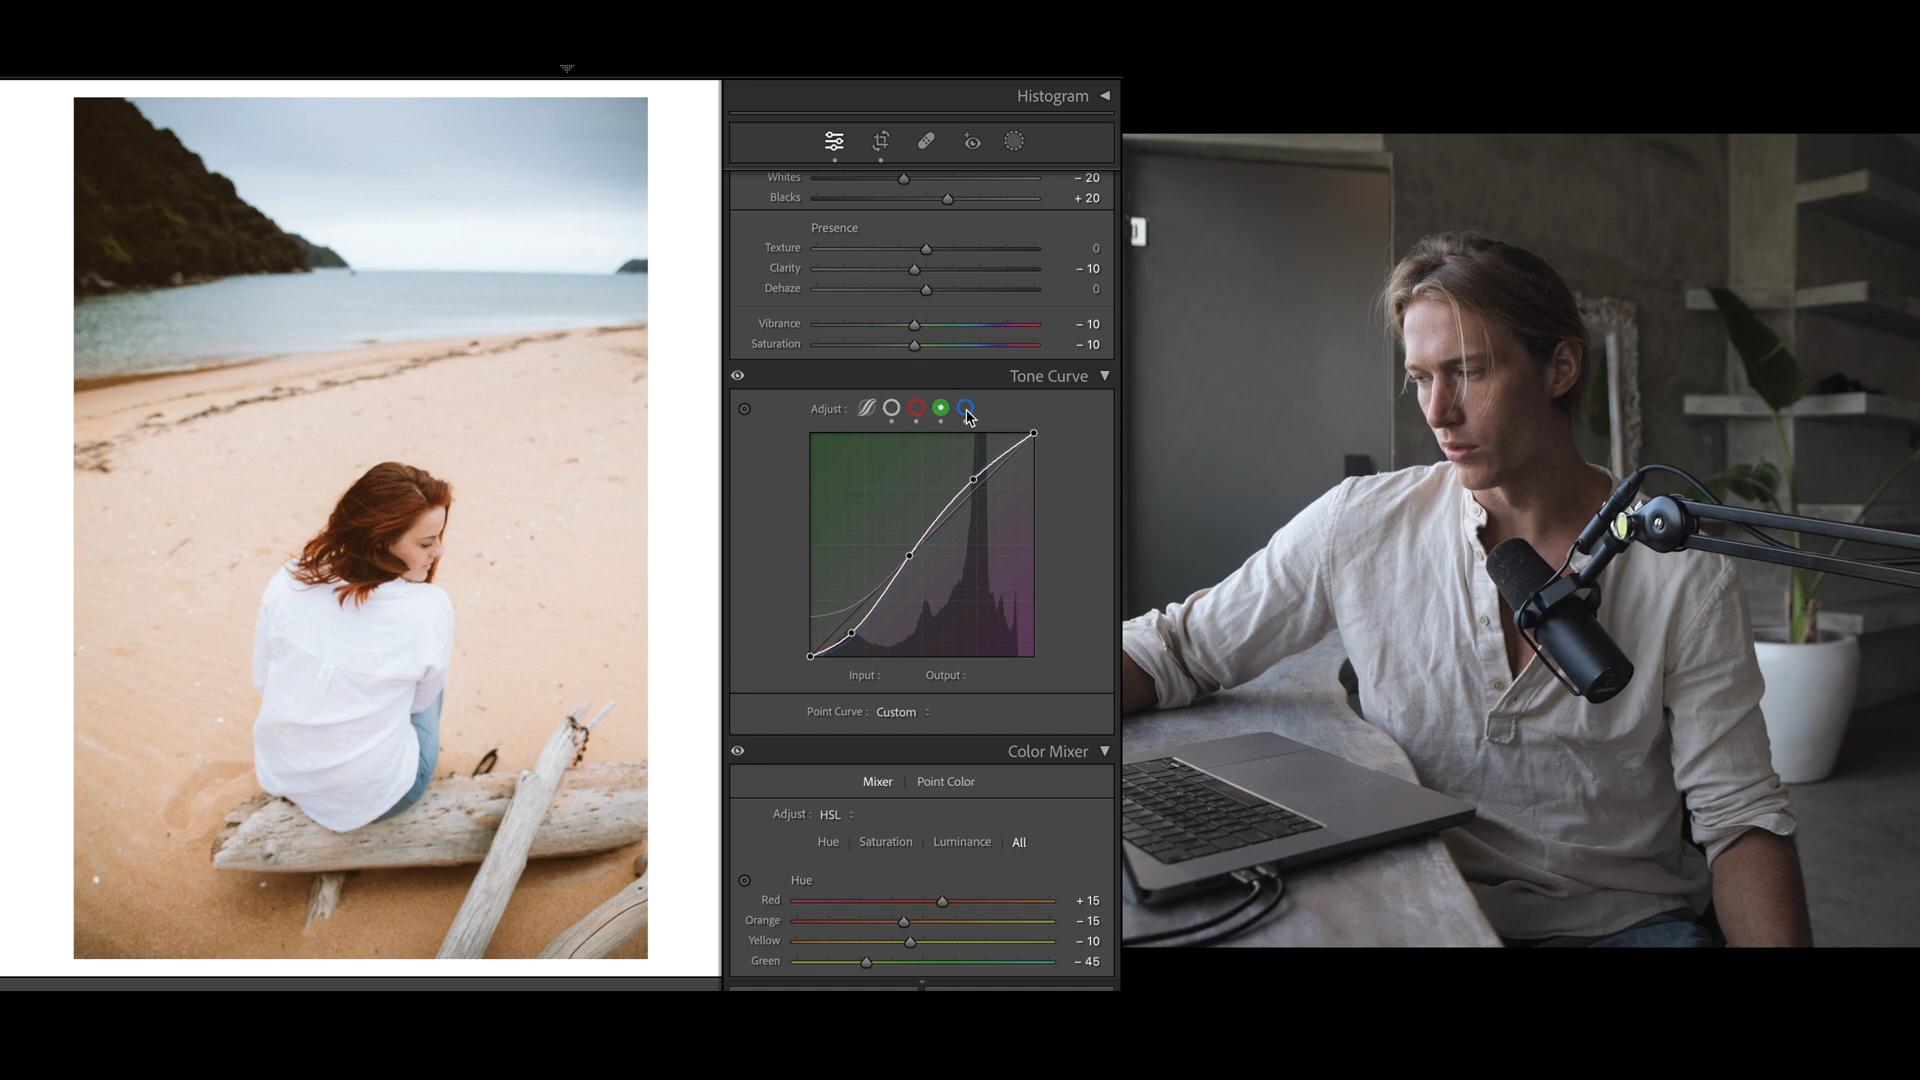 Histogram
Whites − 20
Blacks + 20
Presence
Texture 0
Clarity − 10
Dehaze 0
Vibrance − 10
Saturation − 10
Tone Curve
Adjust :
Input : Output :
Point Curve : Custom
Color Mixer
Mixer | Point Color
Adjust : HSL
Hue | Saturation | Luminance | All
Hue
Red + 15
Orange − 15
Yellow − 10
Green − 45